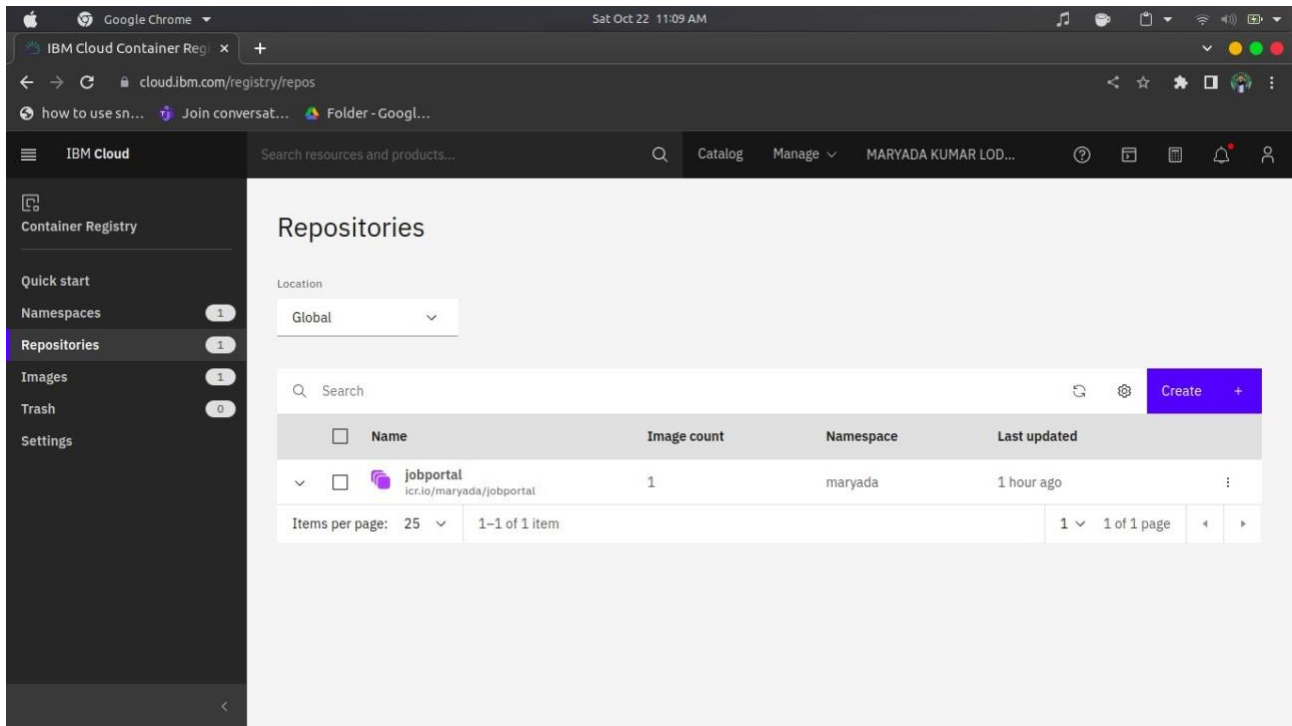 Google Chrome
Sat Oct 22 11:09 AM
IBM Cloud Container Reg
cloud.ibm.com/registry/repos
how to use sn...
Join conversat...
Folder - Googl...
IBM Cloud
Search resources and products...
Catalog
Manage
MARYADA KUMAR LOD...
Container Registry
Quick start
Namespaces 1
Repositories 1
Images 1
Trash 0
Settings
Repositories
Location
Global
Search
Create +
Name Image count Namespace Last updated
jobportal 1 maryada 1 hour ago
icr.io/maryada/jobportal
Items per page: 25 1–1 of 1 item 1 1 of 1 page